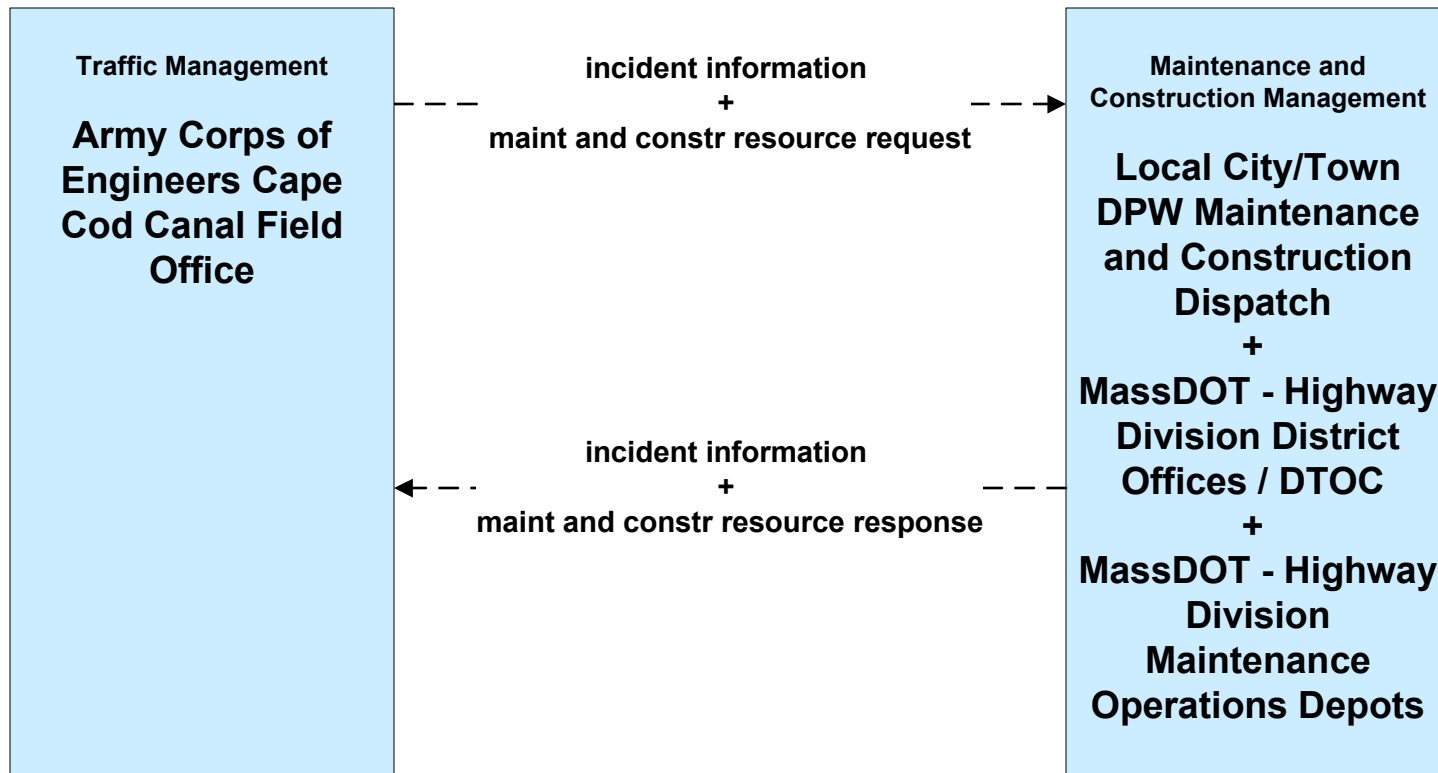 Traffic Management
Army Corps of
Engineers Cape
Cod Canal Field
Office
incident information
+
maint and constr resource request
incident information
+
maint and constr resource response
Maintenance and
Construction Management
Local City/Town
DPW Maintenance
and Construction
Dispatch
+
MassDOT - Highway
Division District
Offices / DTOC
+
MassDOT - Highway
Division
Maintenance
Operations Depots